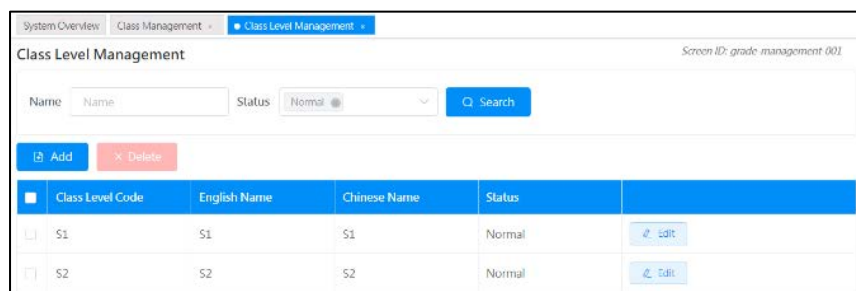 System Overview Class Management × Class Level Management ×
Class Level Management Screen ID: grade-management-001
Name Name Status Normal Search
Add × Delete
Class Level Code English Name Chinese Name Status
S1 S1 S1 Normal Edit
S2 S2 S2 Normal Edit